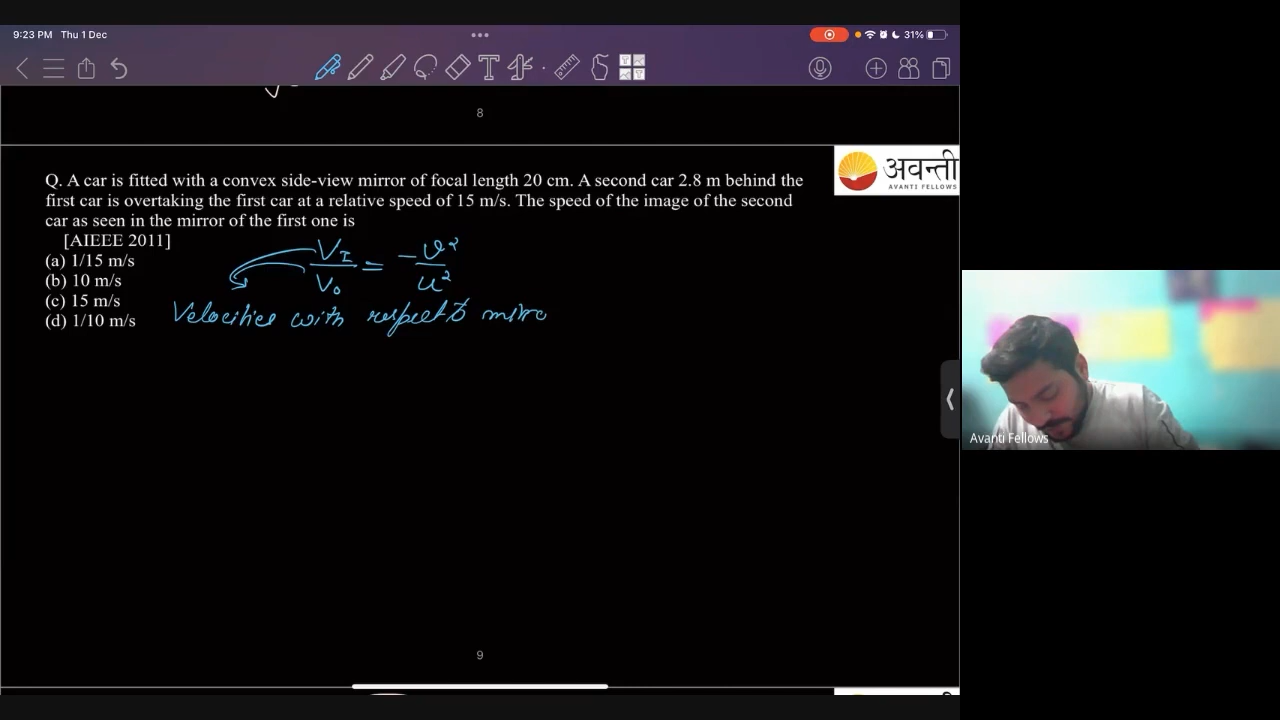 9:23 PM Thu 1 Dec
31%
8
अवन्ती
AVANTI FELLOWS
Q. A car is fitted with a convex side-view mirror of focal length 20 cm. A second car 2.8 m behind the
first car is overtaking the first car at a relative speed of 15 m/s. The speed of the image of the second
car as seen in the mirror of the first one is
[AIEEE 2011]
(a) 1/15 m/s
(b) 10 m/s
(c) 15 m/s
(d) 1/10 m/s
V_I / V_0 = -v² / u²
Velocities with respect to mirro
Avanti Fellows
9